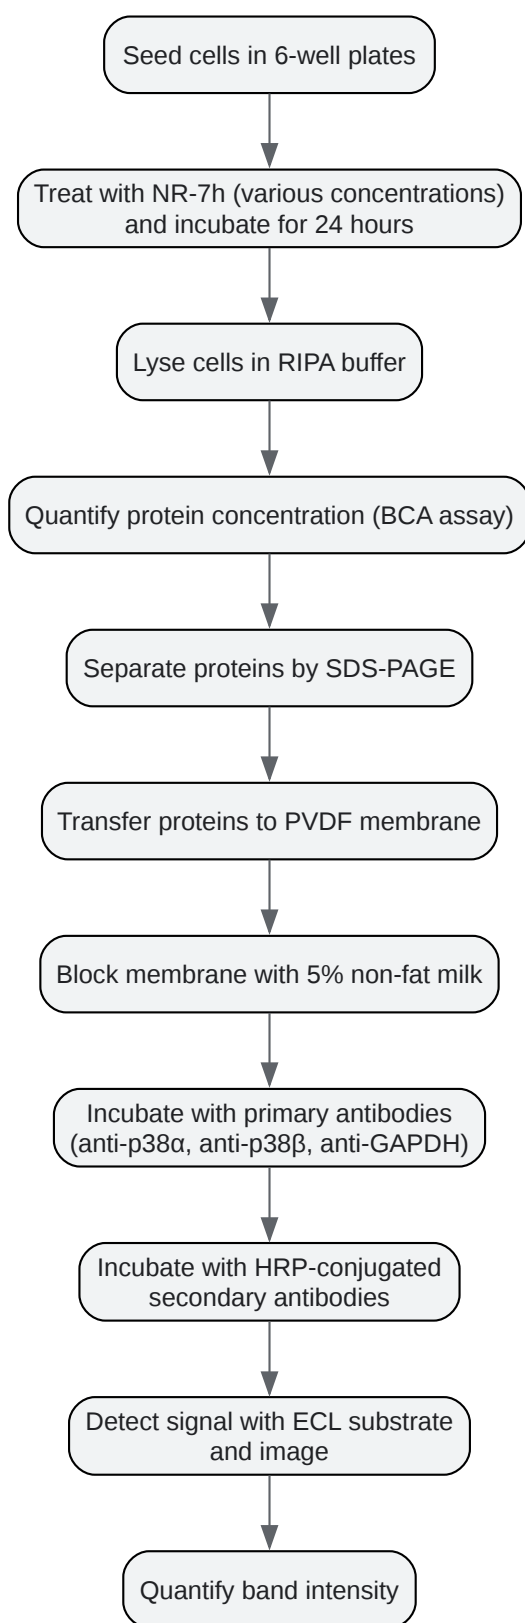 Seed cells in 6-well plates
Treat with NR-7h (various concentrations)
and incubate for 24 hours
Lyse cells in RIPA buffer
Quantify protein concentration (BCA assay)
Separate proteins by SDS-PAGE
Transfer proteins to PVDF membrane
Block membrane with 5% non-fat milk
Incubate with primary antibodies
(anti-p38α, anti-p38β, anti-GAPDH)
Incubate with HRP-conjugated
secondary antibodies
Detect signal with ECL substrate
and image
Quantify band intensity